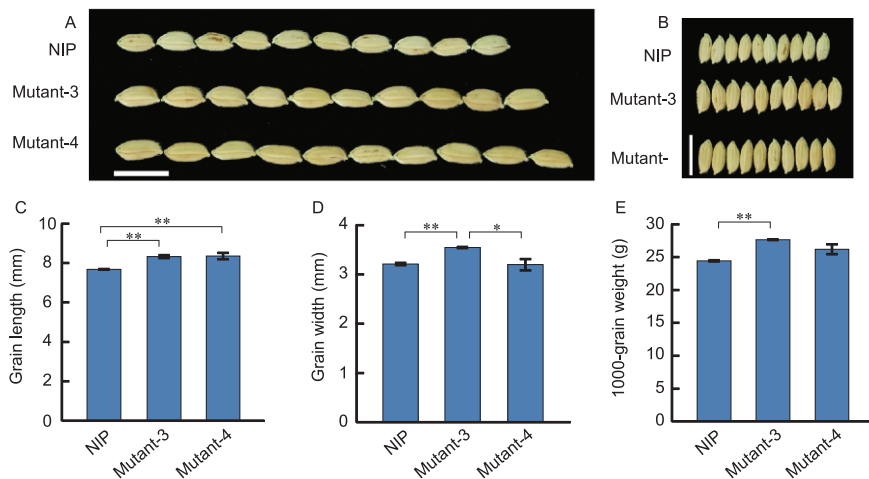 A
NIP
Mutant-3
Mutant-4
B
NIP
Mutant-3
Mutant-
C
Grain length (mm)
10
8
6
4
2
0
**
**
NIP
Mutant-3
Mutant-4
D
Grain width (mm)
4
3
2
1
0
**
*
NIP
Mutant-3
Mutant-4
E
1000-grain weight (g)
30
25
20
15
10
5
0
**
NIP
Mutant-3
Mutant-4